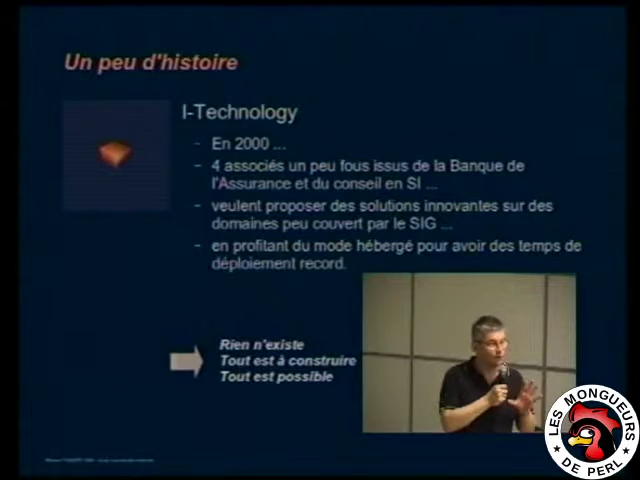 Un peu d'histoire
I-Technology
- En 2000 ...
- 4 associés un peu fous issus de la Banque de
l'Assurance et du conseil en SI ...
- veulent proposer des solutions innovantes sur des
domaines peu couvert par le SIG ...
- en profitant du mode hébergé pour avoir des temps de
déploiement record.
Rien n'existe
Tout est à construire
Tout est possible
LES MONGUEURS
DE PERL